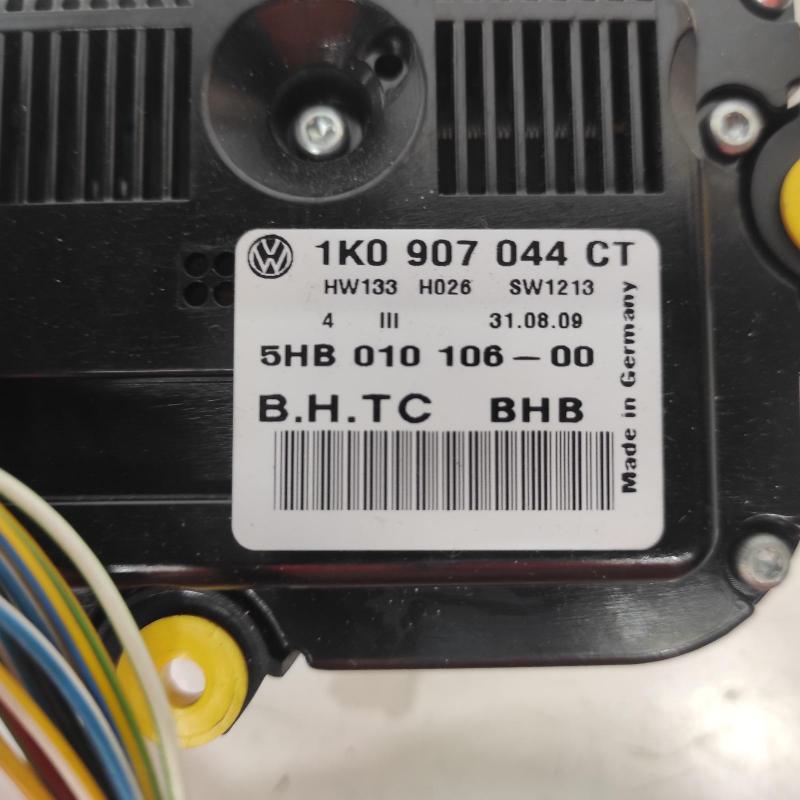 1K0 907 044 CT
HW133 H026 SW1213
4 III 31.08.09
5HB 010 106-00
B.H.TC BHB
Made in Germany